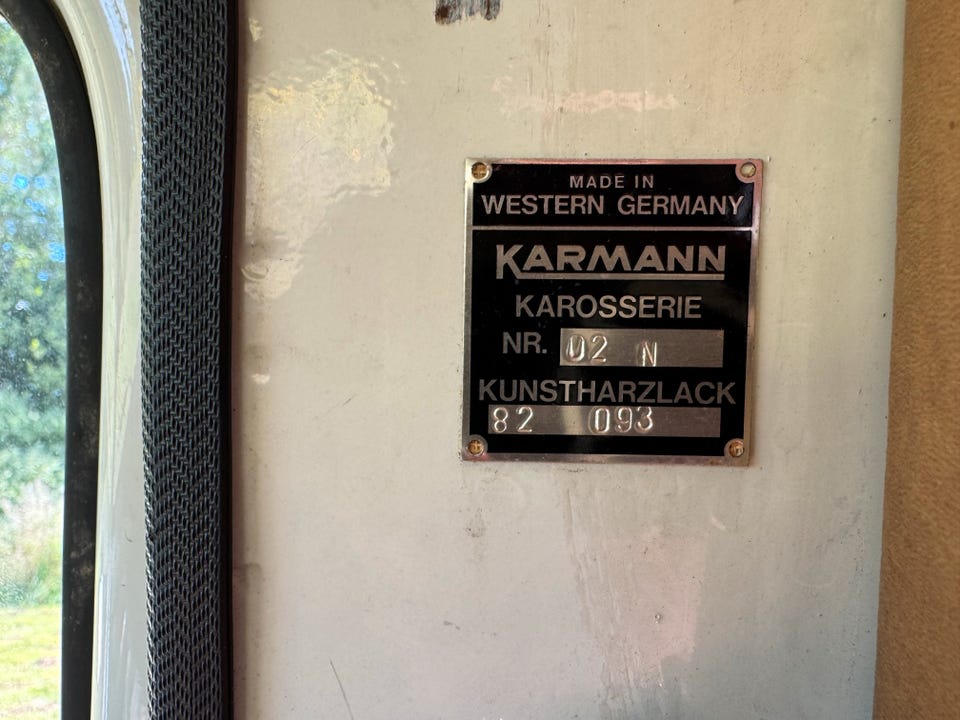 MADE IN
WESTERN GERMANY
KARMANN
KAROSSERIE
NR. 02 N
KUNSTHARZLACK
82 093